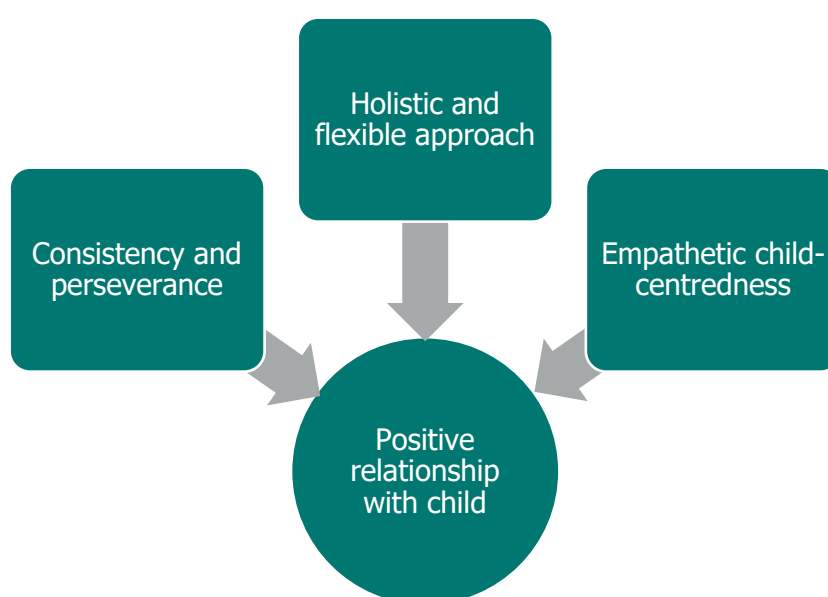 Holistic and
flexible approach
Consistency and
perseverance
Empathetic child-
centredness
Positive
relationship
with child